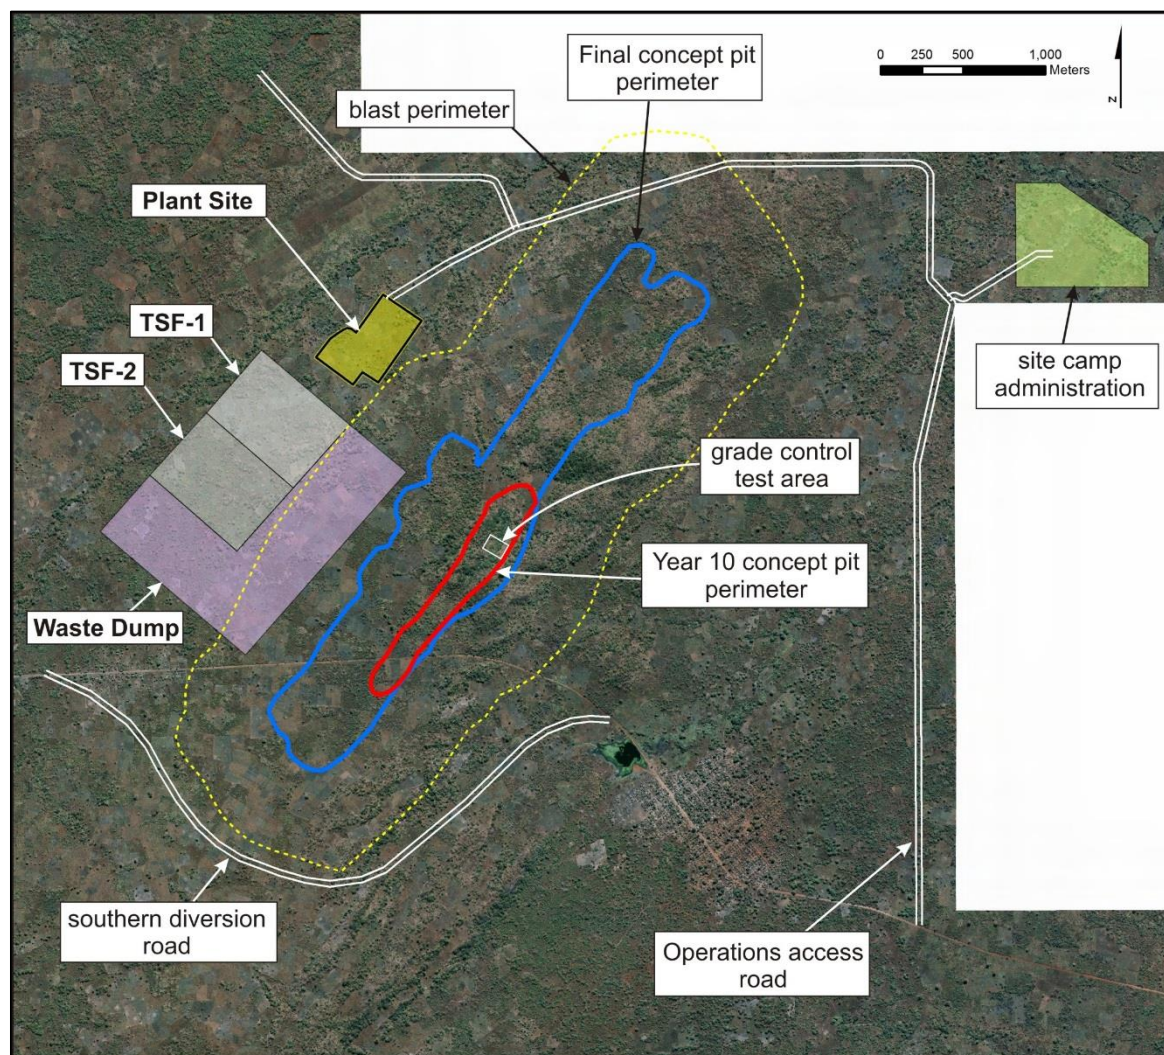 Final concept pit
perimeter
0 250 500 1,000
Meters
N
blast perimeter
Plant Site
TSF-1
TSF-2
site camp
administration
grade control
test area
Year 10 concept pit
perimeter
Waste Dump
southern diversion
road
Operations access
road